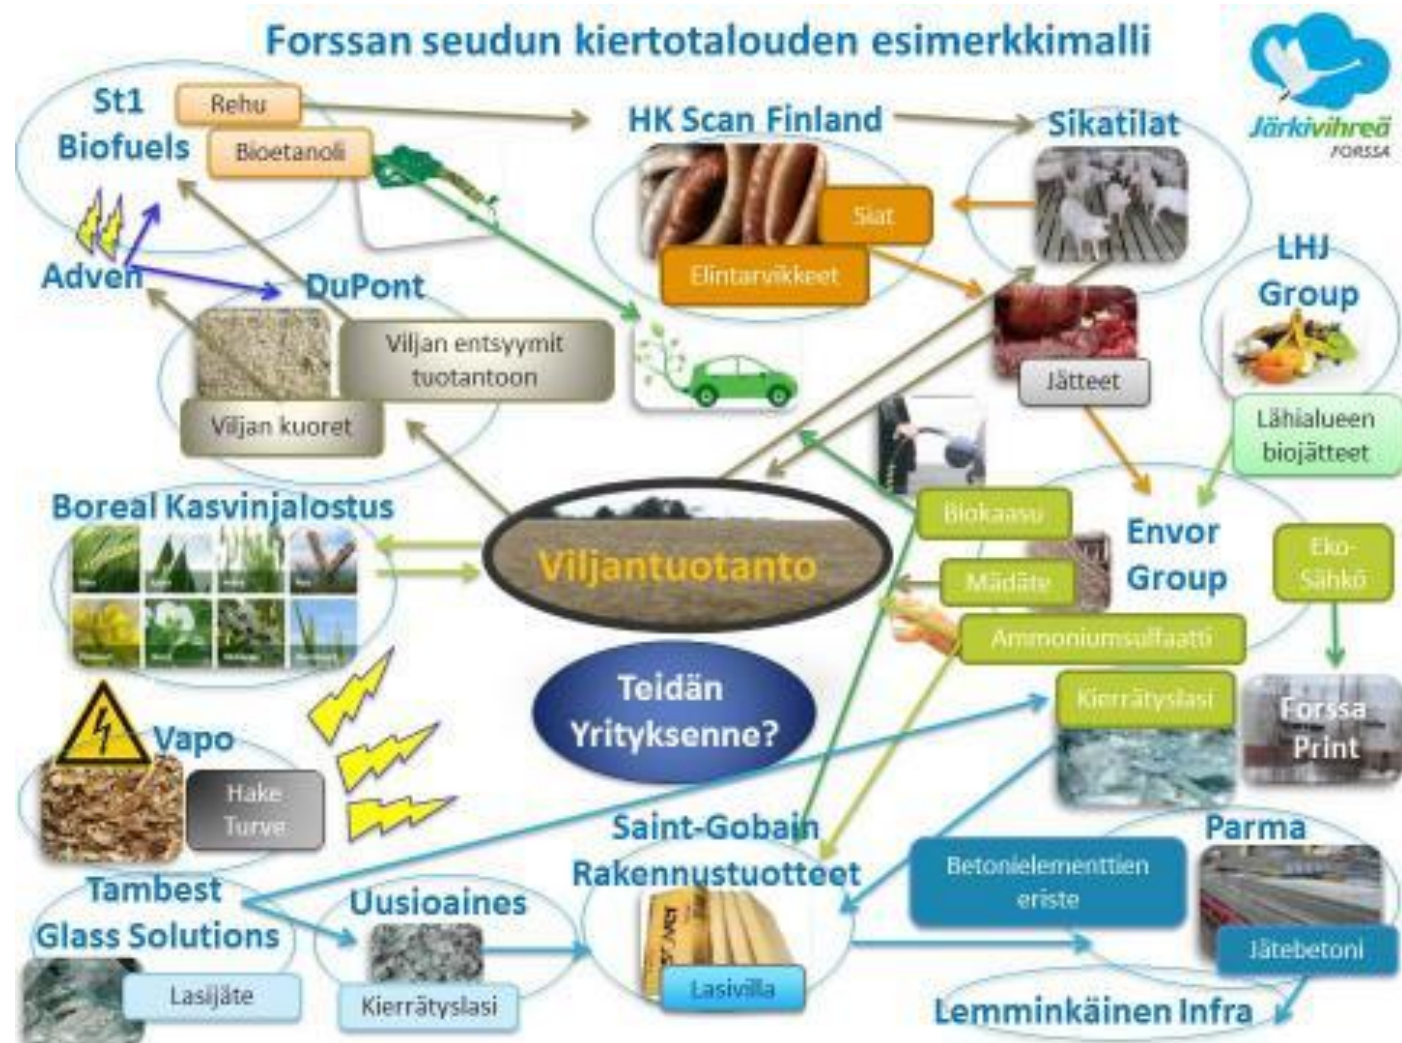 Forssan seudun kiertotalouden esimerkkimalli
Järkivihreä
FORSSA
St1
Biofuels
Rehu
Bioetanoli
HK Scan Finland
Siat
Elintarvikkeet
Sikatilat
Adven
DuPont
Viljan entsyymit
tuotantoon
Viljan kuoret
Jätteet
LHJ
Group
Lähialueen
biojätteet
Boreal Kasvinjalostus
Viljantuotanto
Biokaasu
Mädäte
Ammoniumsulfaatti
Envor
Group
Eko-
Sähkö
Teidän
Yrityksenne?
Kierrätyslasi
Forssa
Print
Vapo
Hake
Turve
Saint-Gobain
Rakennustuotteet
Lasivilla
Betonielementtien
eriste
Parma
Jätebetoni
Tambest
Glass Solutions
Lasijäte
Uusioaines
Kierrätyslasi
Lemminkäinen Infra